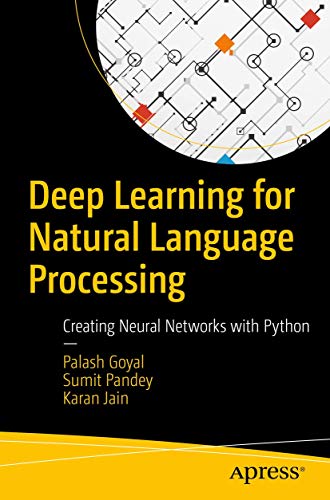 Deep Learning for
Natural Language
Processing
Creating Neural Networks with Python
—
Palash Goyal
Sumit Pandey
Karan Jain
Apress®